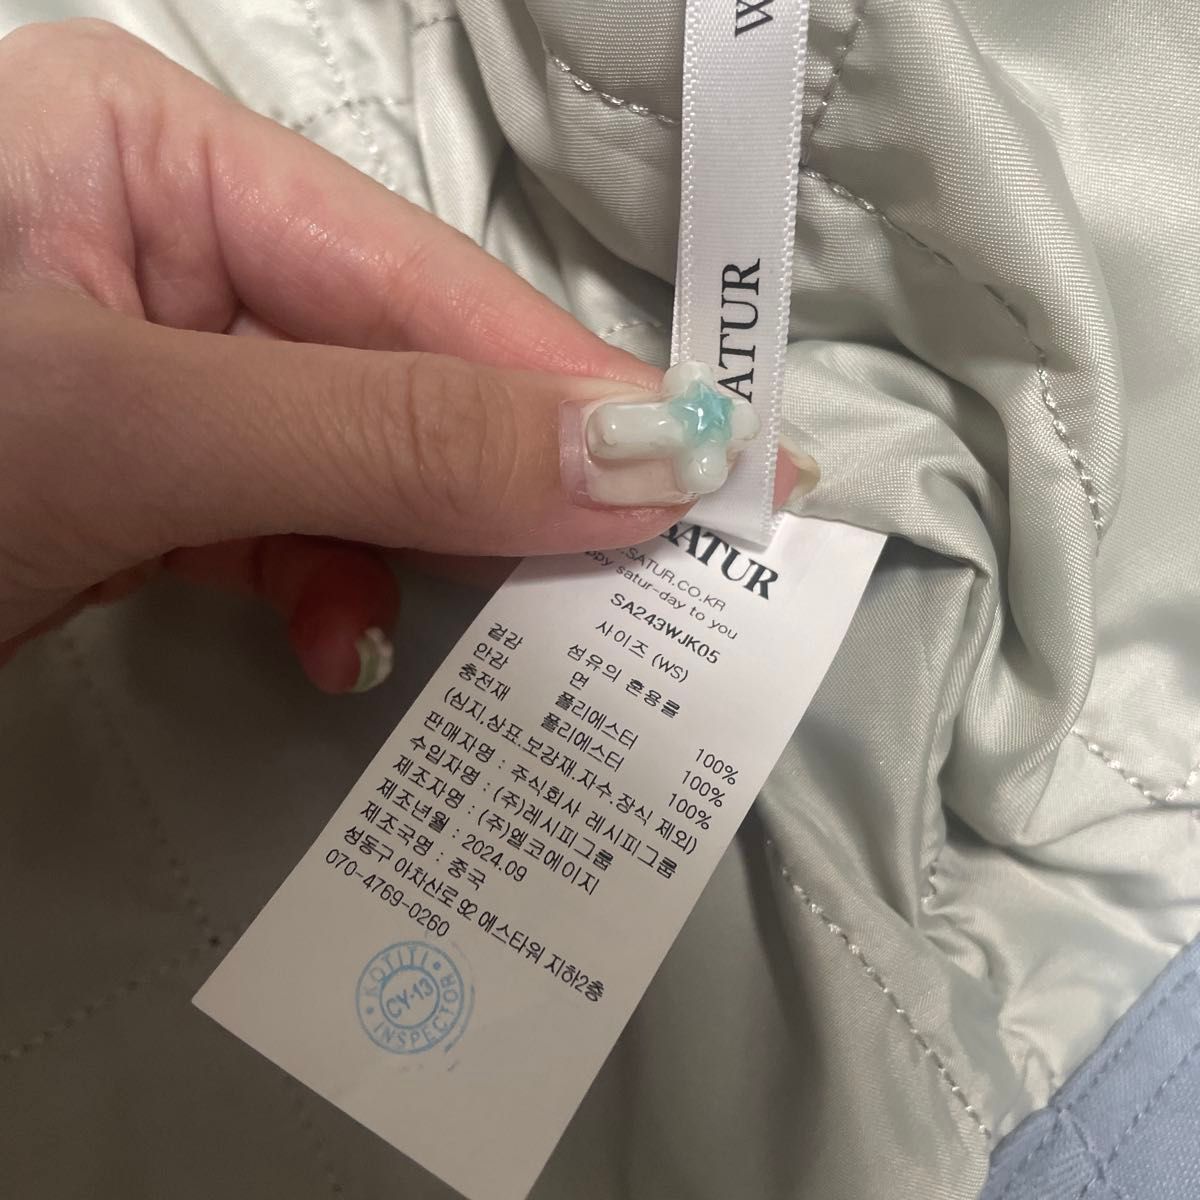 W
SATUR
SATUR
.SATUR.CO.KR
ppy satur-day to you
SA243WJK05
사이즈 (WS)
섬유의 혼용률
겉감 면 100%
안감 폴리에스터 100%
충전재 폴리에스터 100%
(심지,상표.보강재.자수.장식 제외)
판매자명 : 주식회사 레시피그룹
수입자명 : (주)레시피그룹
제조자명 : (주)엘코에이지
제조년월 : 2024.09
제조국명 : 중국
성동구 아차산로 92 에스타워 지하2층
070-4769-0260
KOTITI
CY-13
INSPECTOR